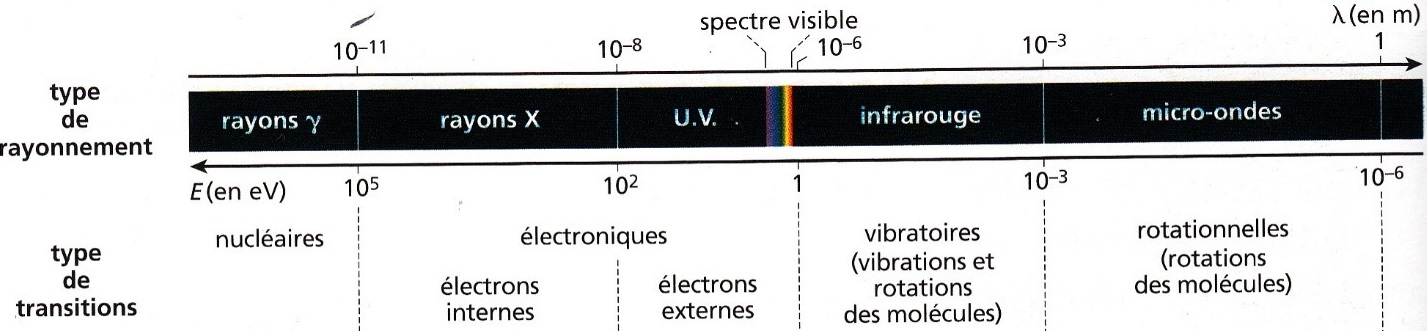 spectre visible
λ (en m)
10⁻¹¹
10⁻⁸
10⁻⁶
10⁻³
1
type
de
rayonnement
rayons γ
rayons X
U.V.
infrarouge
micro-ondes
E (en eV)
10⁵
10²
1
10⁻³
10⁻⁶
type
de
transitions
nucléaires
électroniques
électrons
internes
électrons
externes
vibratoires
(vibrations et
rotations
des molécules)
rotationnelles
(rotations
des molécules)